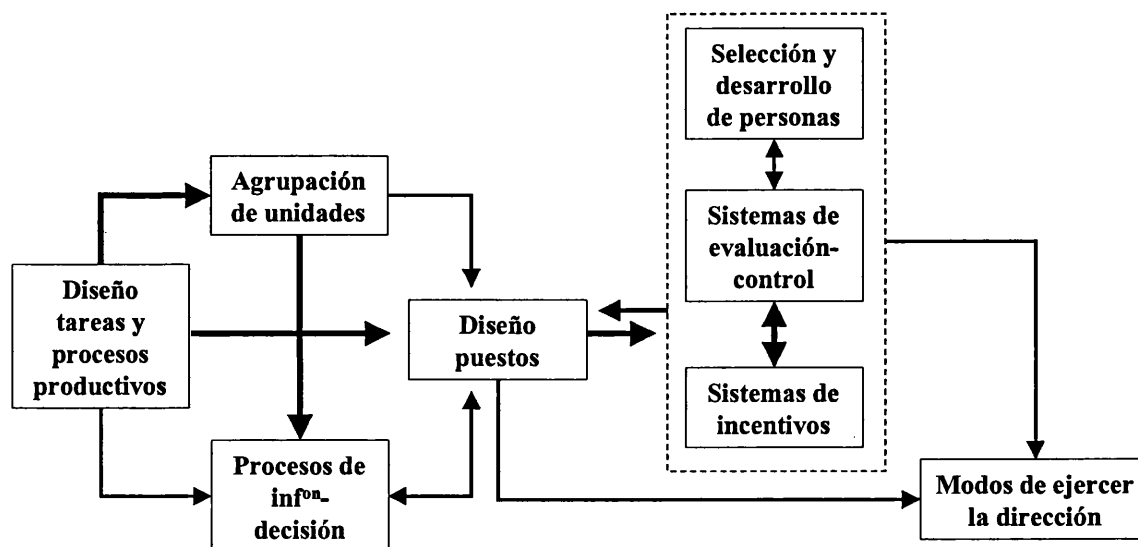 Selección y
desarrollo
de personas
Agrupación
de unidades
Sistemas de
evaluación-
control
Diseño
tareas y
procesos
productivos
Diseño
puestos
Sistemas de
incentivos
Procesos de
infᵒⁿ-
decisión
Modos de ejercer
la dirección